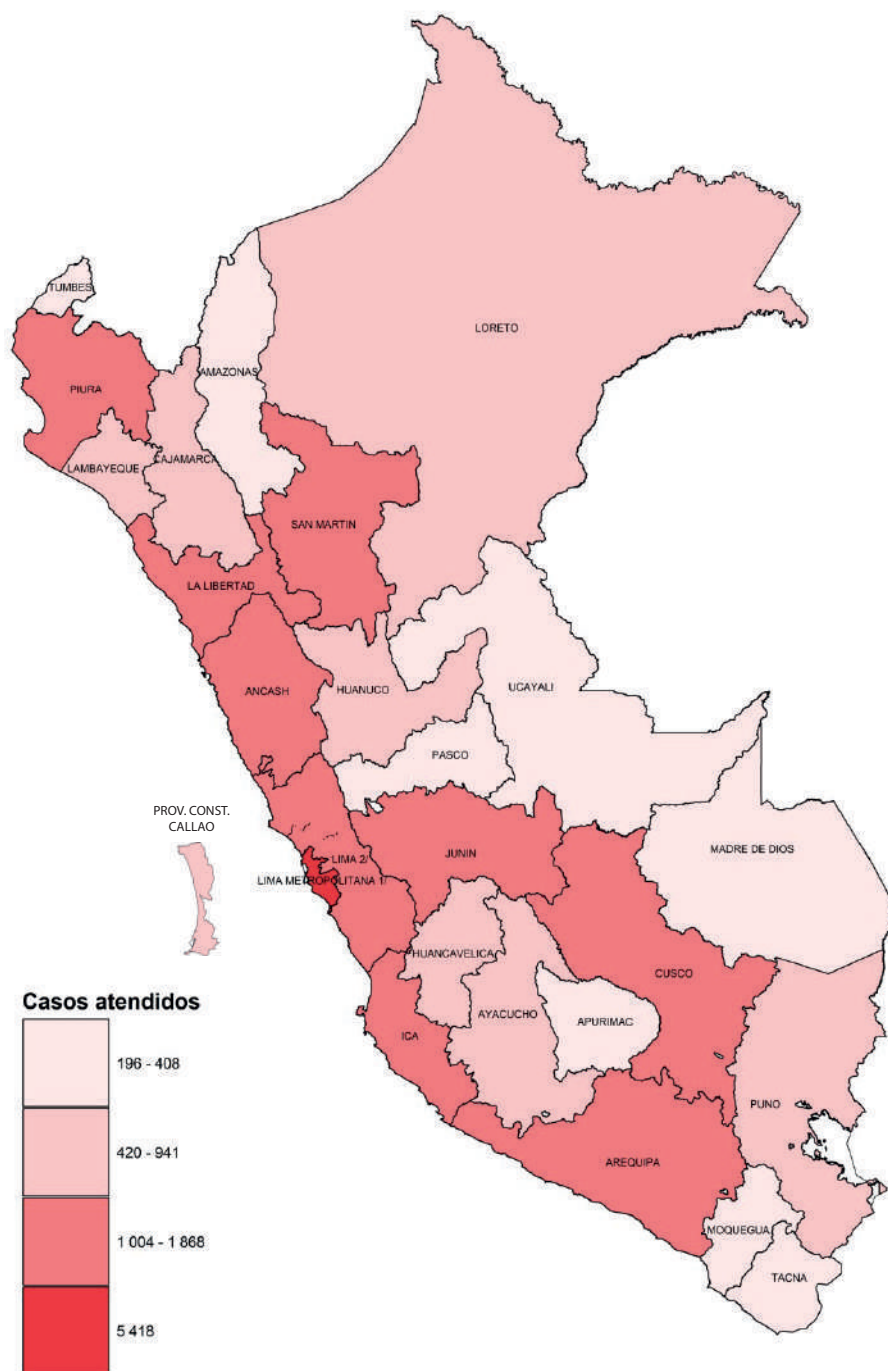 TUMBES
LORETO
AMAZONAS
PIURA
CAJAMARCA
LAMBAYEQUE
SAN MARTIN
LA LIBERTAD
ANCASH
HUANUCO
UCAYALI
PASCO
PROV. CONST.
CALLAO
MADRE DE DIOS
JUNIN
LIMA 2/
LIMA METROPOLITANA 1/
HUANCAVELICA
CUSCO
AYACUCHO
APURIMAC
ICA
PUNO
AREQUIPA
MOQUEGUA
TACNA
Casos atendidos
196 - 408
420 - 941
1 004 - 1 868
5 418